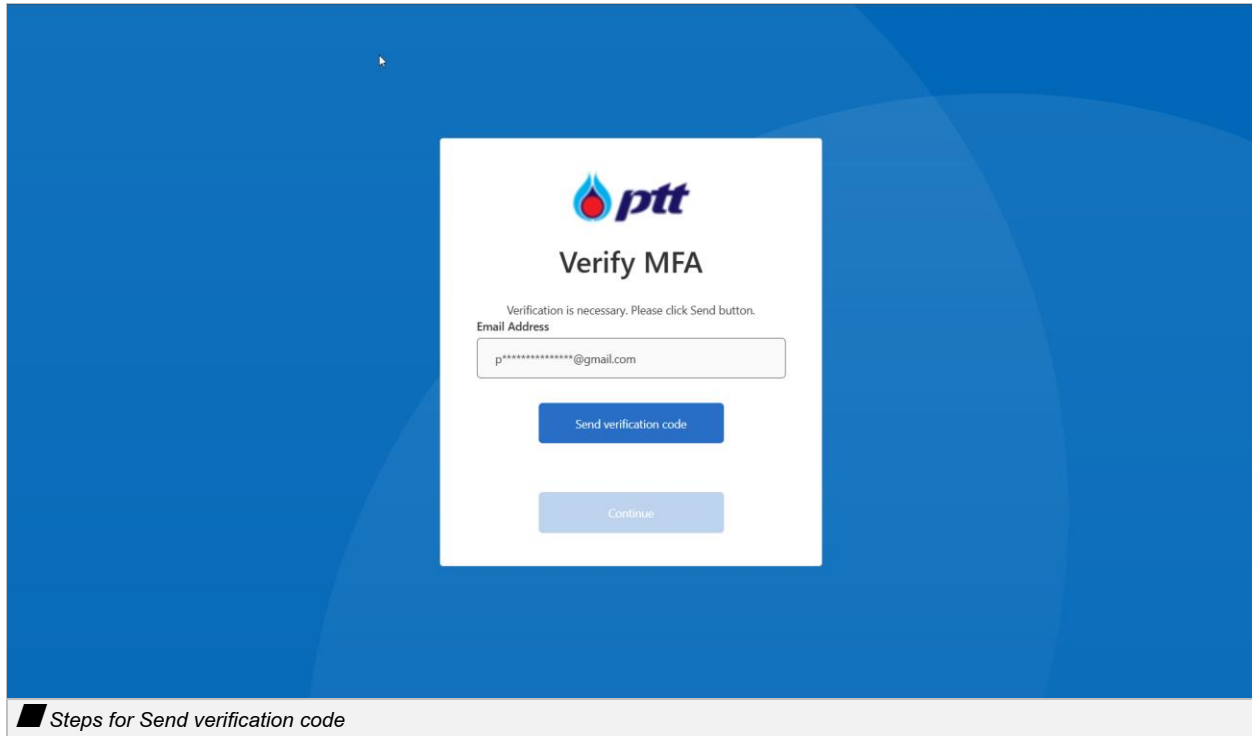 ptt
Verify MFA
Verification is necessary. Please click Send button.
Email Address
p***************@gmail.com
Send verification code
Continue
Steps for Send verification code